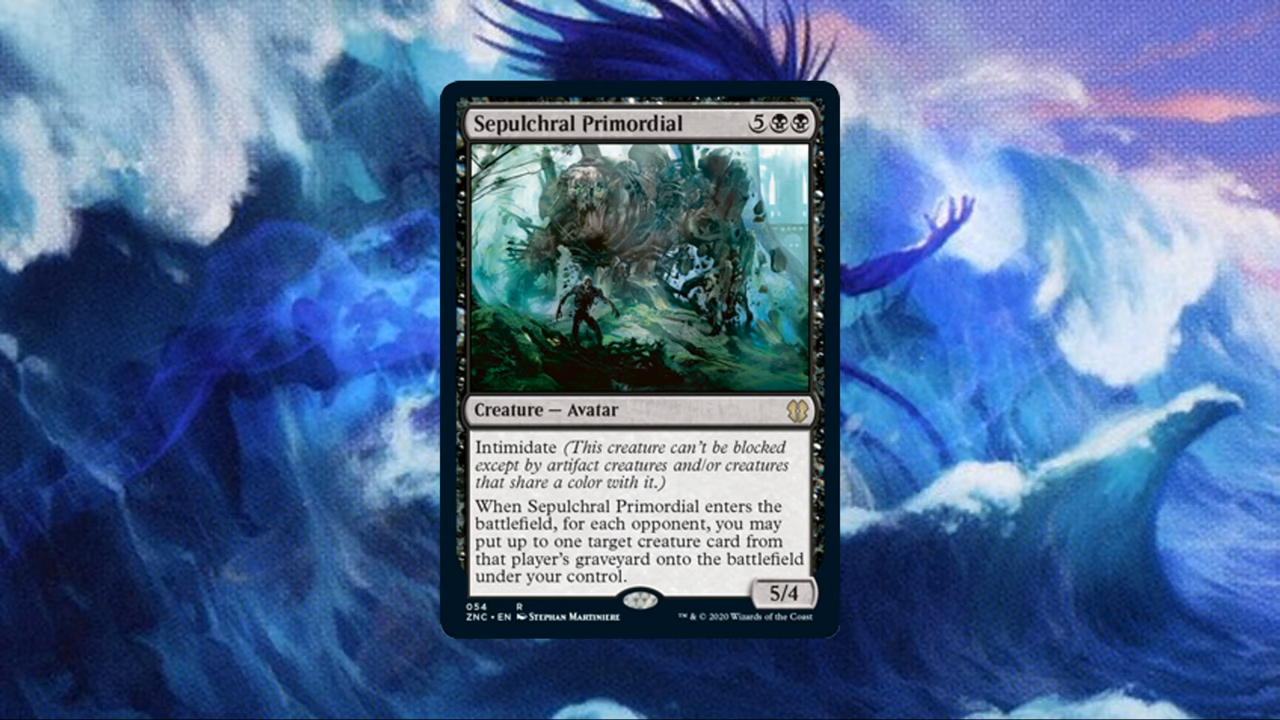 Sepulchral Primordial 5
Creature — Avatar
Intimidate (This creature can't be blocked
except by artifact creatures and/or creatures
that share a color with it.)
When Sepulchral Primordial enters the
battlefield, for each opponent, you may
put up to one target creature card from
that player's graveyard onto the battlefield
under your control.
5/4
054 R
ZNC • EN Stephan Martiniere ™ & © 2020 Wizards of the Coast